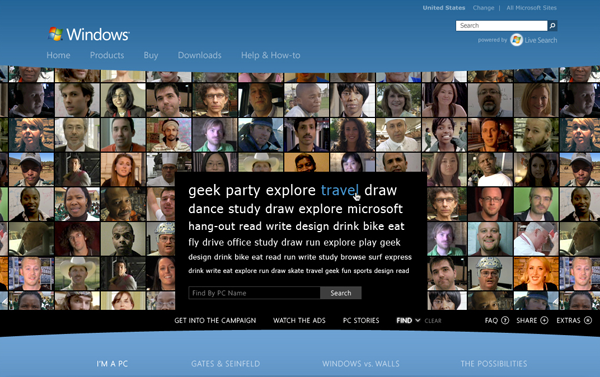 United States Change | All Microsoft Sites
Search
Windows
powered by Live Search
Home Products Buy Downloads Help & How-to
geek party explore travel draw
dance study draw explore microsoft
hang-out read write design drink bike eat
fly drive office study draw run explore play geek
design drink bike eat read run write study browse surf express
drink write eat explore run draw skate travel geek fun sports design read
Find By PC Name Search
GET INTO THE CAMPAIGN WATCH THE ADS PC STORIES FIND CLEAR FAQ ? SHARE EXTRAS
I'M A PC GATES & SEINFELD WINDOWS vs. WALLS THE POSSIBILITIES